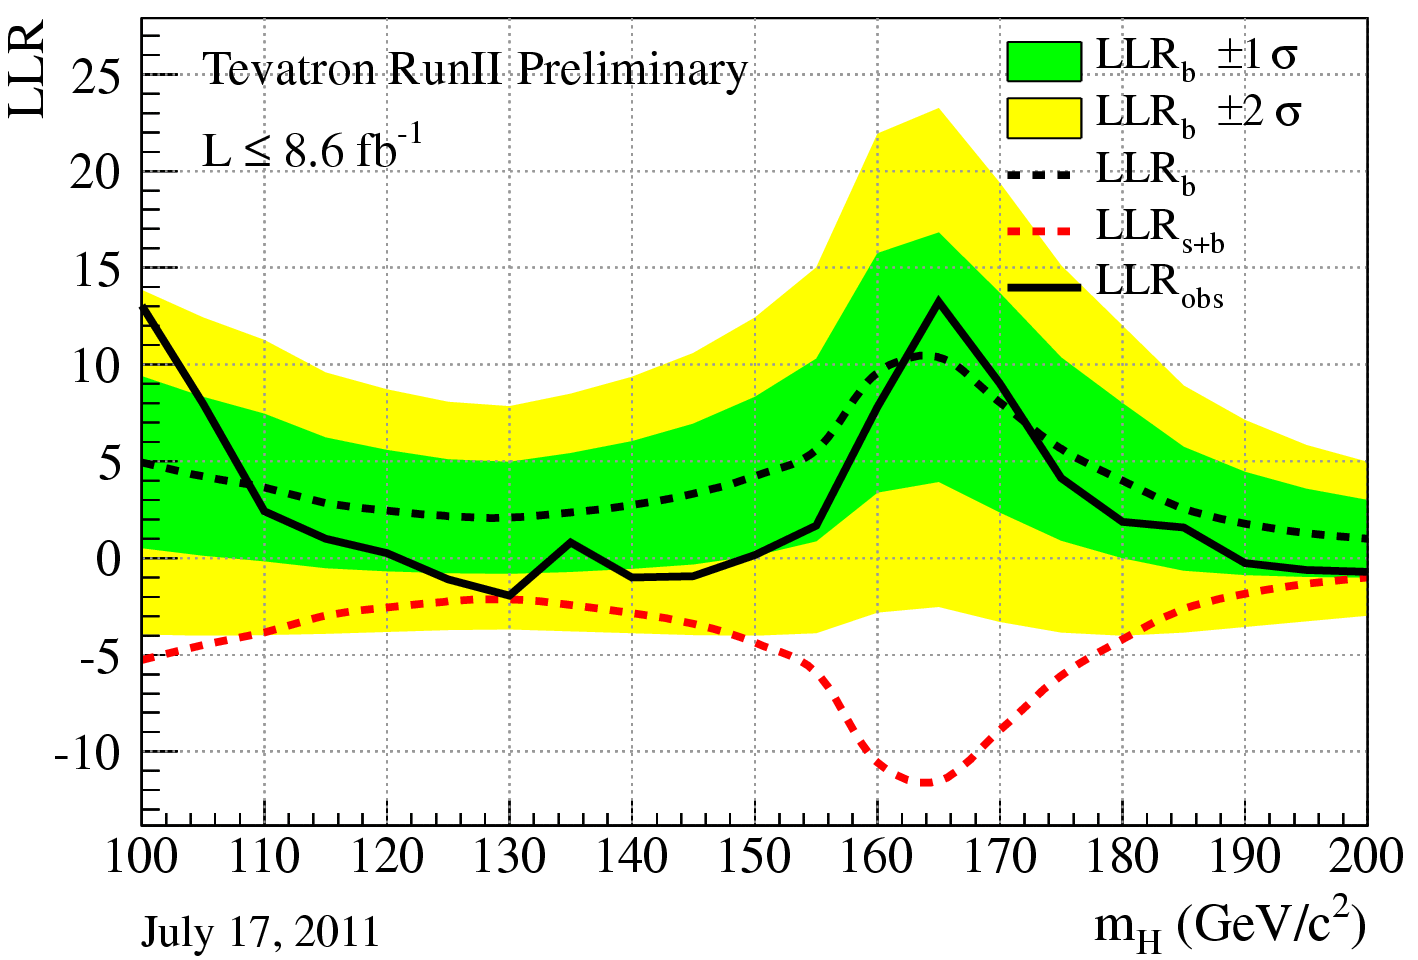 LLR
Tevatron RunII Preliminary
L ≤ 8.6 fb⁻¹
LLR_b ±1 σ
LLR_b ±2 σ
LLR_b
LLR_s+b
LLR_obs
25
20
15
10
5
0
-5
-10
100 110 120 130 140 150 160 170 180 190 200
m_H (GeV/c²)
July 17, 2011